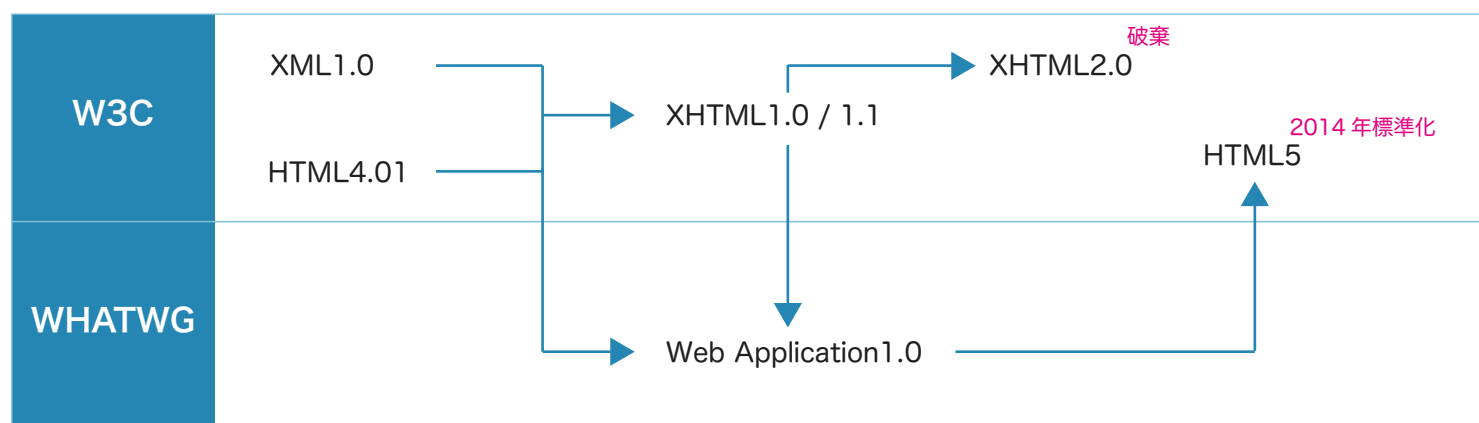 W3C
XML1.0
HTML4.01
XHTML1.0 / 1.1
破棄
XHTML2.0
2014 年標準化
HTML5
WHATWG
Web Application1.0